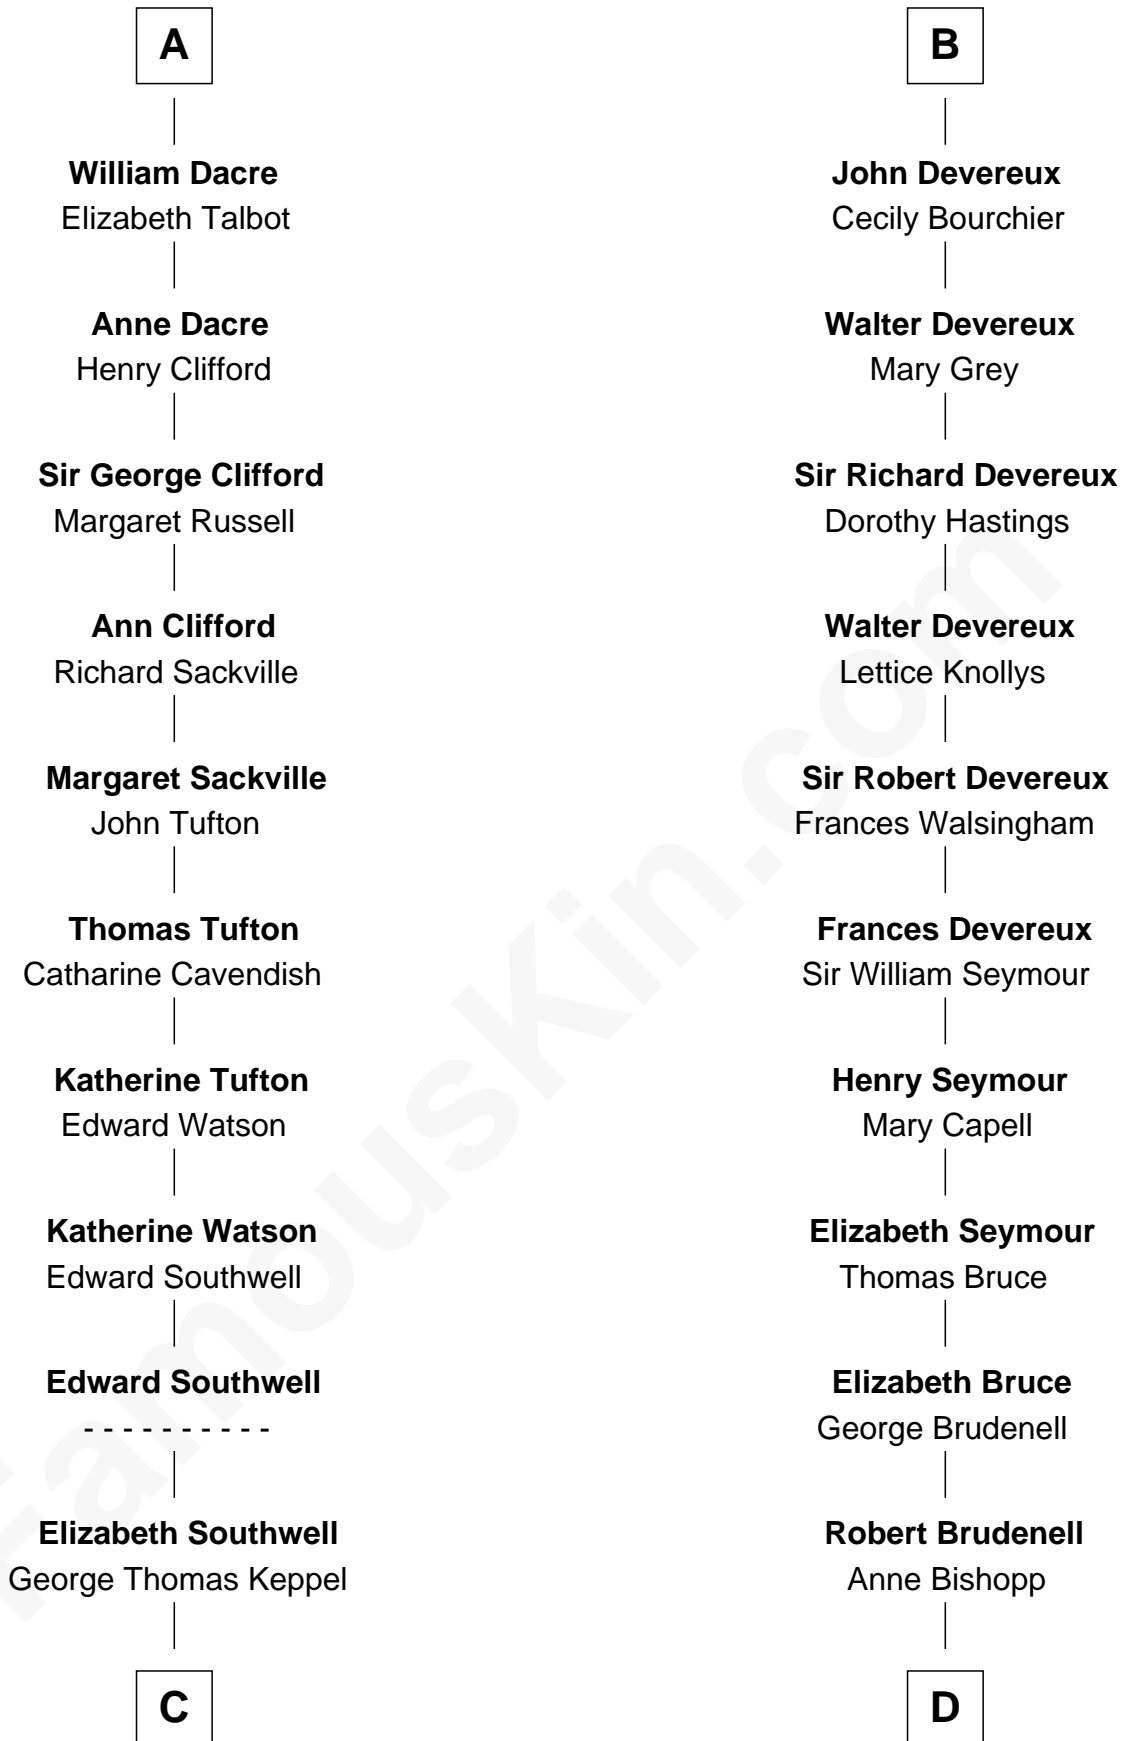 A
William Dacre
Elizabeth Talbot
Anne Dacre
Henry Clifford
Sir George Clifford
Margaret Russell
Ann Clifford
Richard Sackville
Margaret Sackville
John Tufton
Thomas Tufton
Catharine Cavendish
Katherine Tufton
Edward Watson
Katherine Watson
Edward Southwell
Edward Southwell
- - - - - - - - - -
Elizabeth Southwell
George Thomas Keppel
C
B
John Devereux
Cecily Bourchier
Walter Devereux
Mary Grey
Sir Richard Devereux
Dorothy Hastings
Walter Devereux
Lettice Knollys
Sir Robert Devereux
Frances Walsingham
Frances Devereux
Sir William Seymour
Henry Seymour
Mary Capell
Elizabeth Seymour
Thomas Bruce
Elizabeth Bruce
George Brudenell
Robert Brudenell
Anne Bishopp
D
FamousKin.com